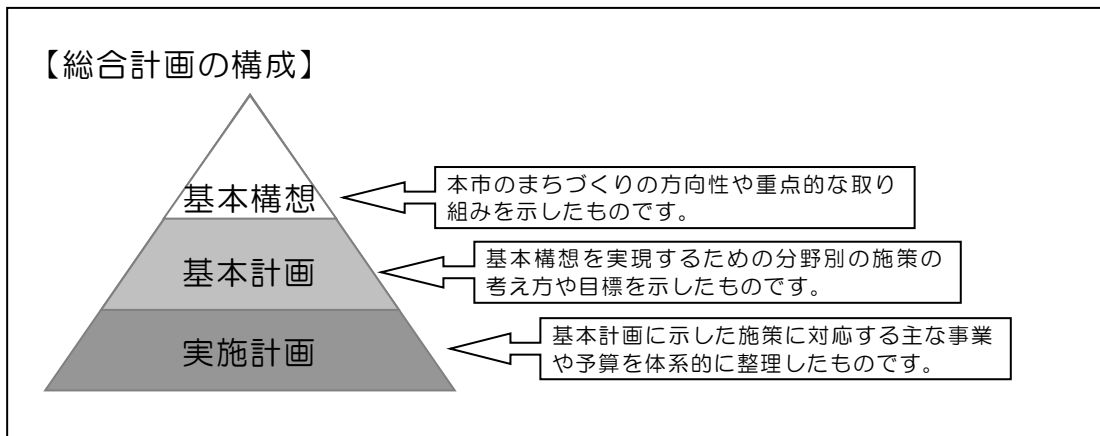 【総合計画の構成】
基本構想
本市のまちづくりの方向性や重点的な取り
組みを示したものです。
基本計画
基本構想を実現するための分野別の施策の
考え方や目標を示したものです。
実施計画
基本計画に示した施策に対応する主な事業
や予算を体系的に整理したものです。